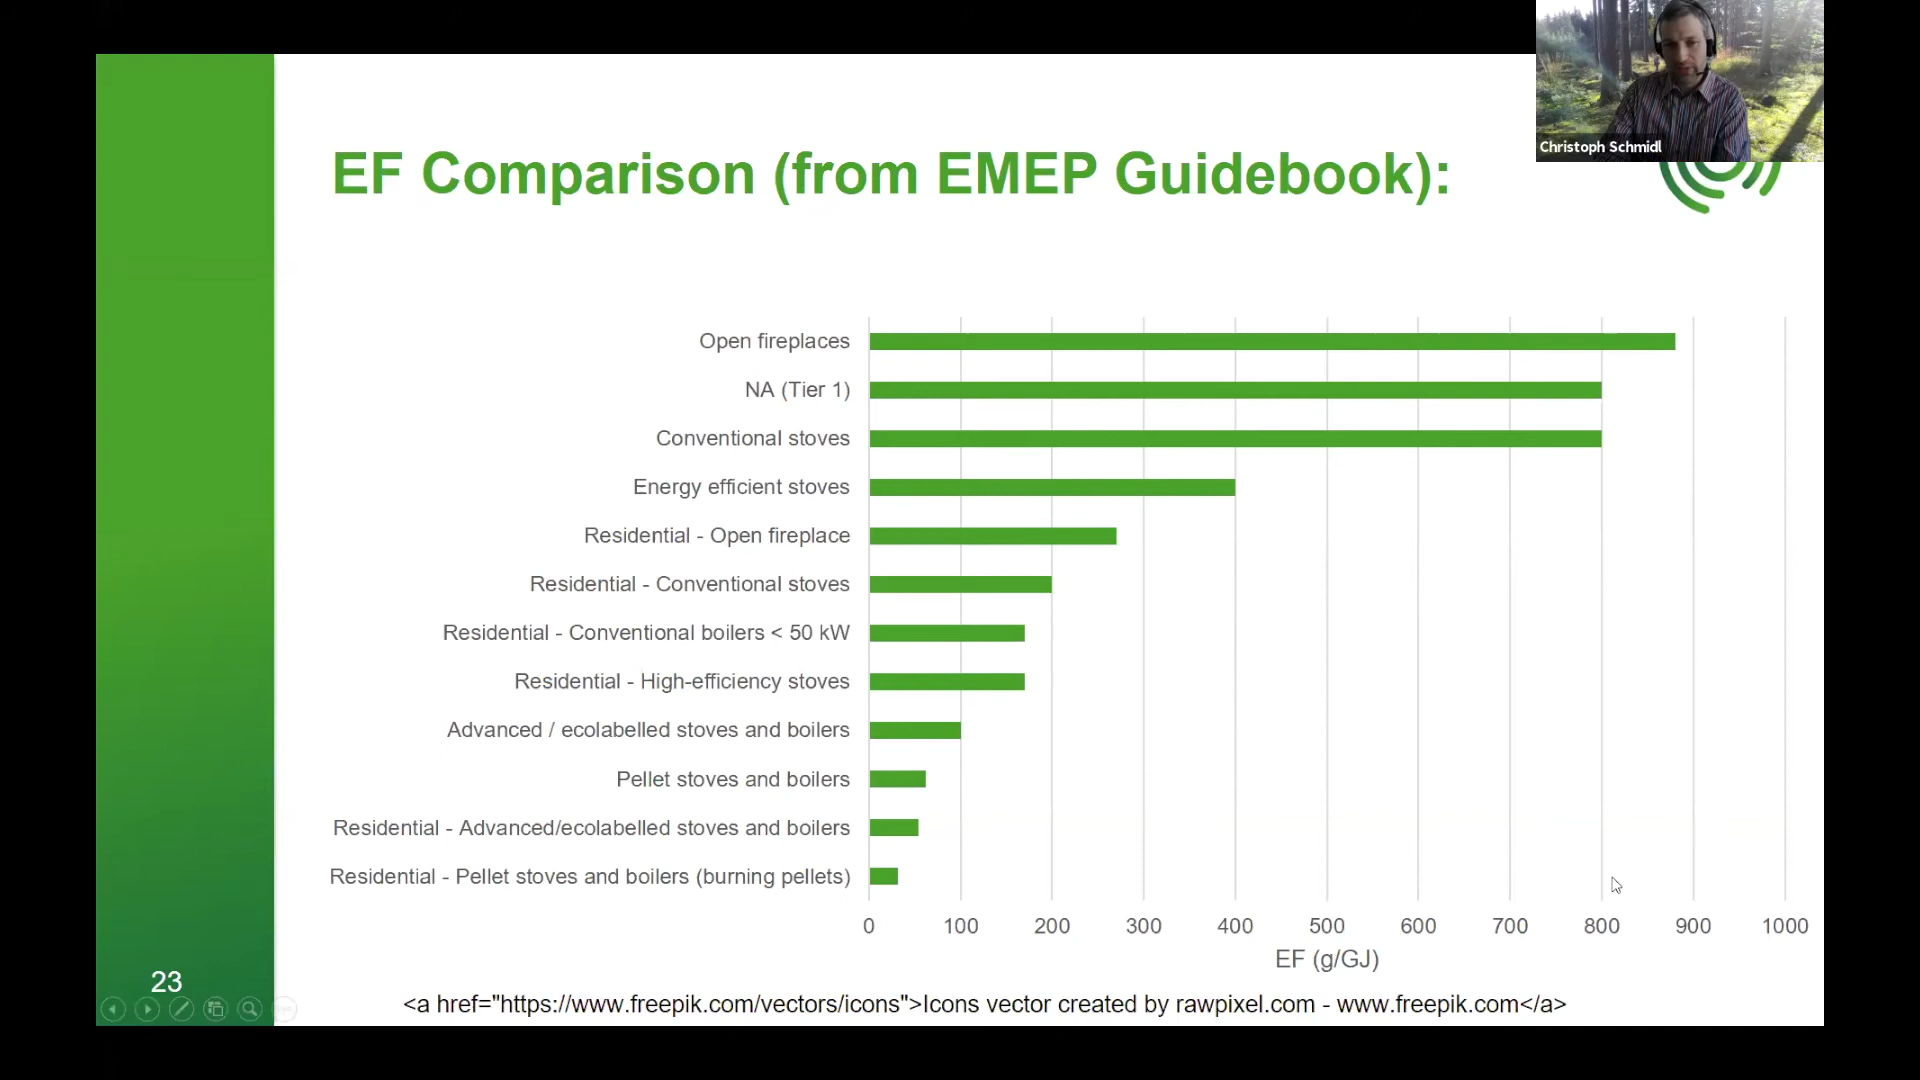 Christoph Schmidl
EF Comparison (from EMEP Guidebook):
Open fireplaces
NA (Tier 1)
Conventional stoves
Energy efficient stoves
Residential - Open fireplace
Residential - Conventional stoves
Residential - Conventional boilers < 50 kW
Residential - High-efficiency stoves
Advanced / ecolabelled stoves and boilers
Pellet stoves and boilers
Residential - Advanced/ecolabelled stoves and boilers
Residential - Pellet stoves and boilers (burning pellets)
0 100 200 300 400 500 600 700 800 900 1000
EF (g/GJ)
23
<a href="https://www.freepik.com/vectors/icons">Icons vector created by rawpixel.com - www.freepik.com</a>